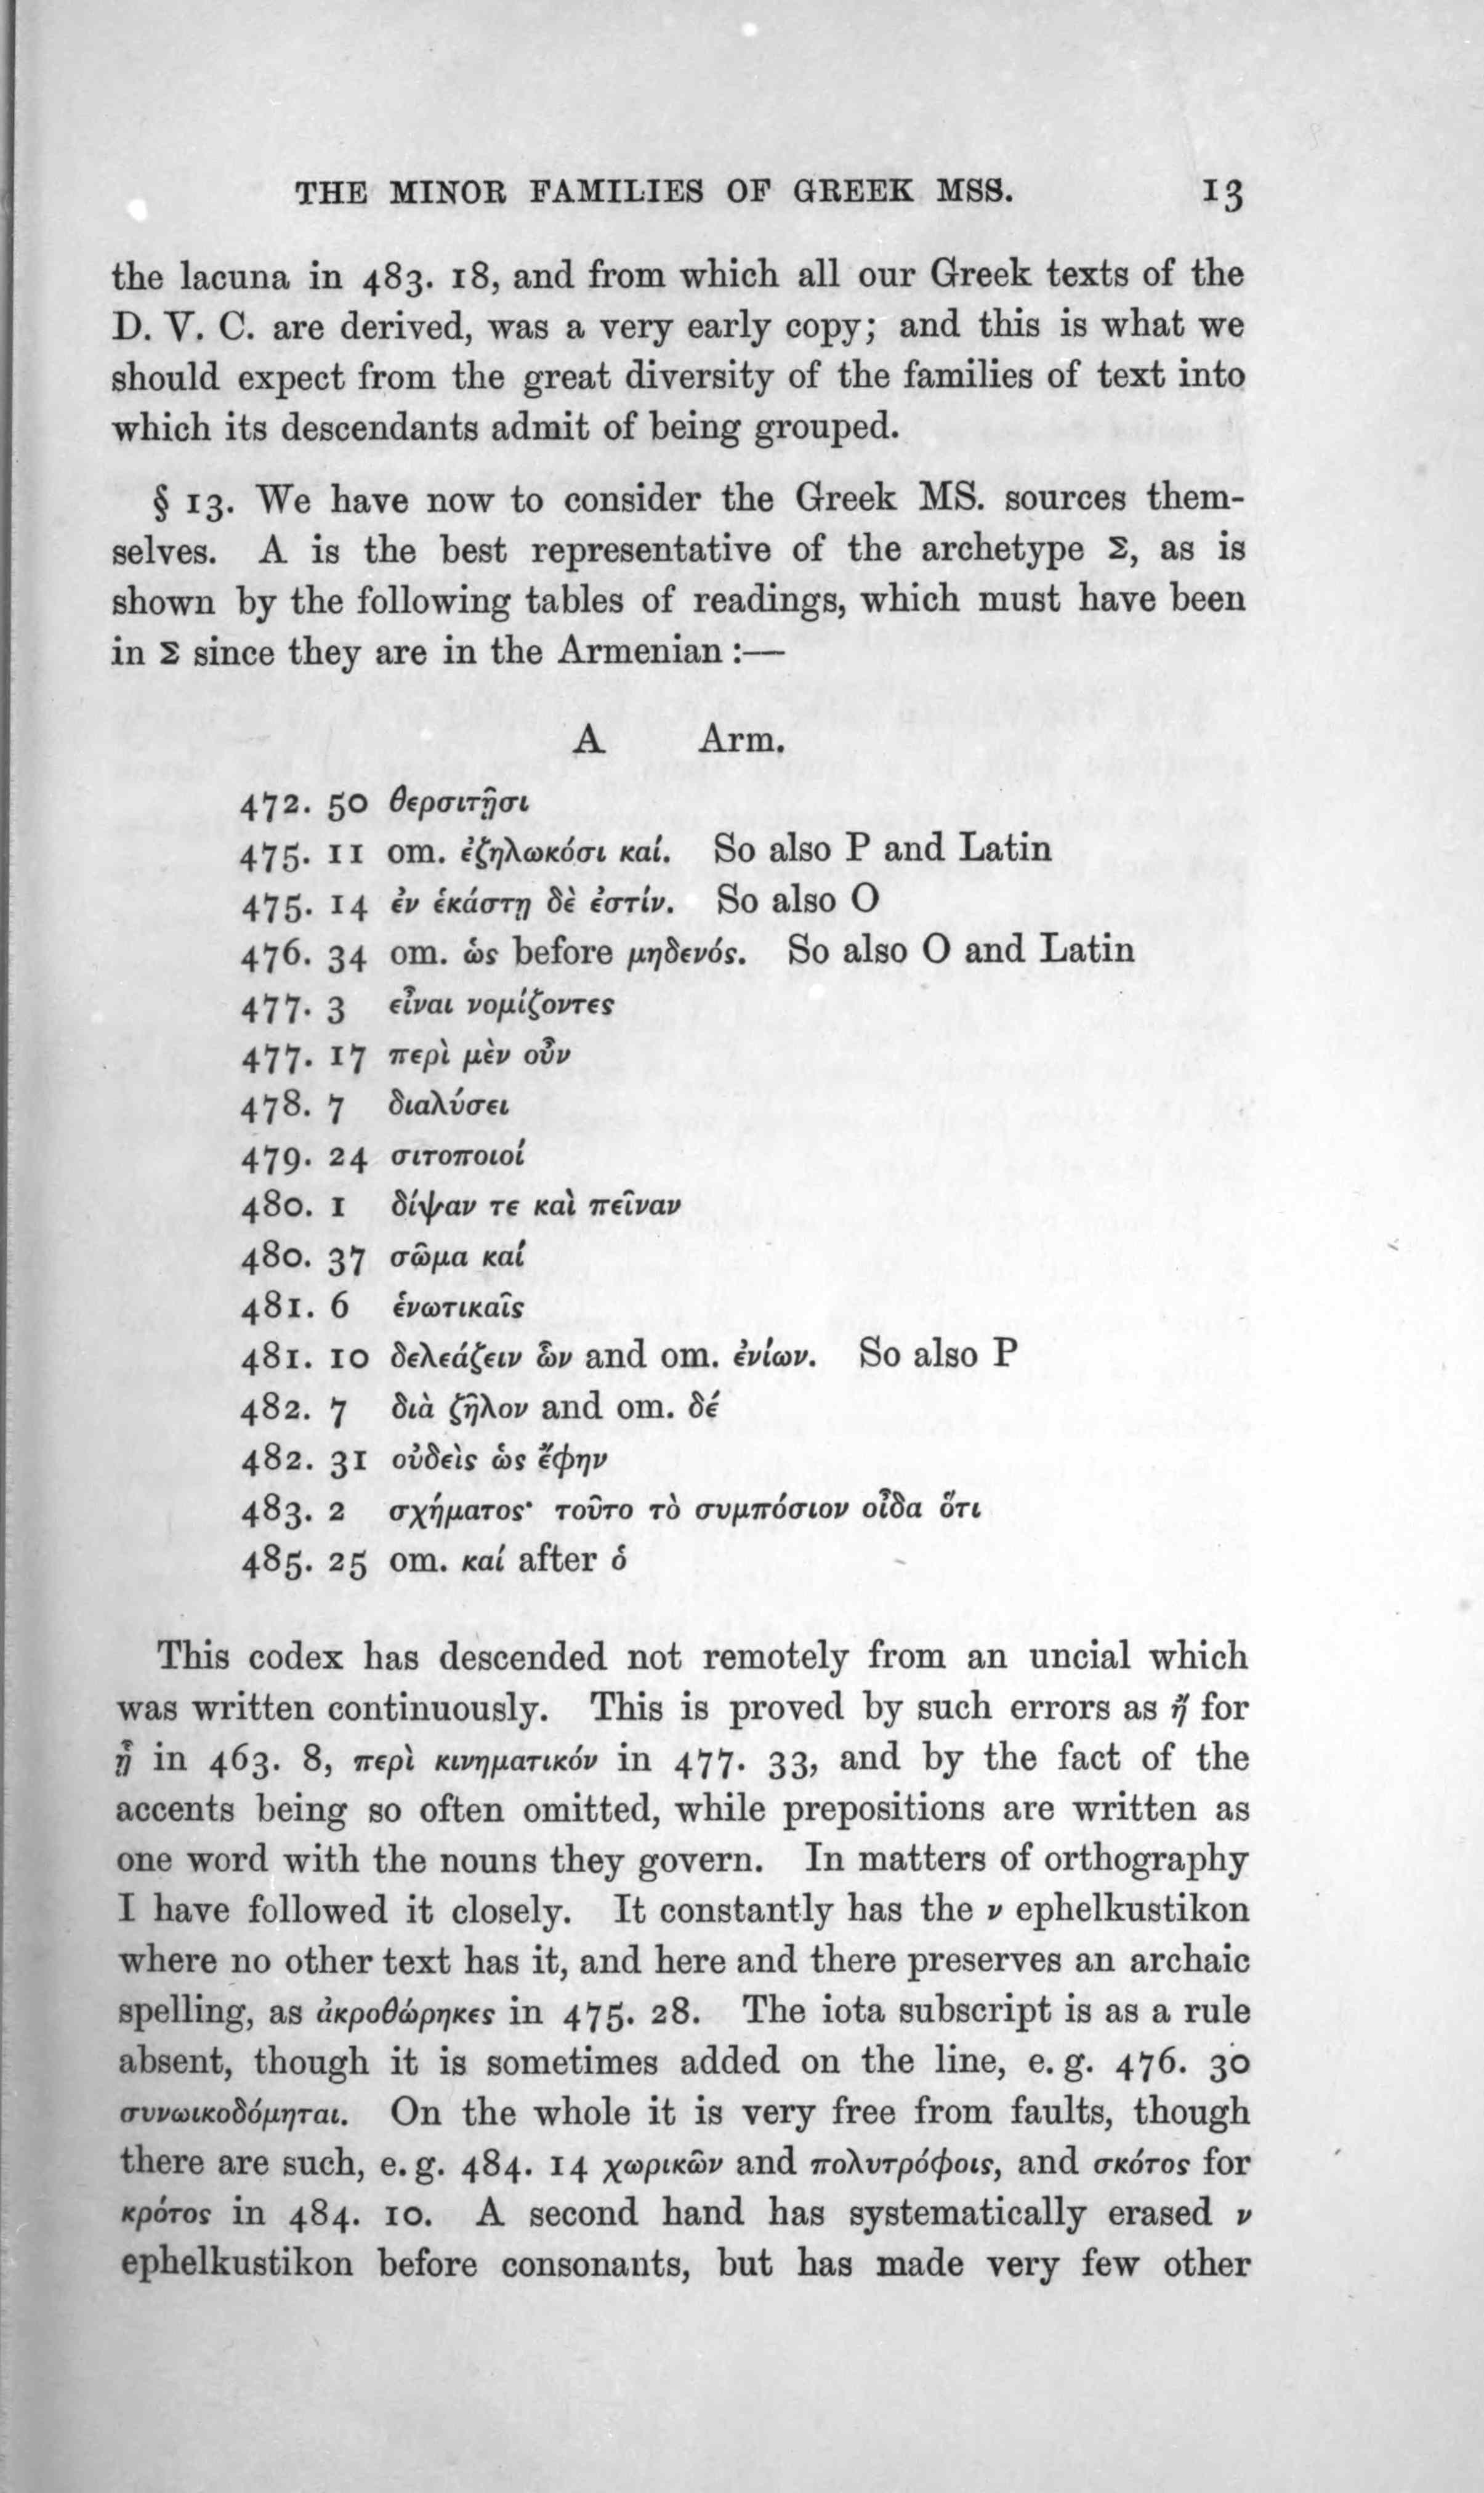 THE MINOR FAMILIES OF GREEK MSS. 13
the lacuna in 483. 18, and from which all our Greek texts of the
D. V. C. are derived, was a very early copy; and this is what we
should expect from the great diversity of the families of text into
which its descendants admit of being grouped.
§ 13. We have now to consider the Greek MS. sources them-
selves. A is the best representative of the archetype Σ, as is
shown by the following tables of readings, which must have been
in Σ since they are in the Armenian :—
A Arm.
472. 50 θερσιτῇσι
475. 11 om. ἐζηλωκόσι καί. So also P and Latin
475. 14 ἐν ἑκάστῃ δὲ ἐστίν. So also O
476. 34 om. ὡς before μηδενός. So also O and Latin
477. 3 εἶναι νομίζοντες
477. 17 περὶ μὲν οὖν
478. 7 διαλύσει
479. 24 σιτοποιοί
480. 1 δίψαν τε καὶ πεῖναν
480. 37 σῶμα καί
481. 6 ἑνωτικαῖς
481. 10 δελεάζειν ὧν and om. ἐνίων. So also P
482. 7 διὰ ζῆλον and om. δέ
482. 31 οὐδεὶς ὡς ἔφην
483. 2 σχήματος· τοῦτο τὸ συμπόσιον οἶδα ὅτι
485. 25 om. καί after ὁ
This codex has descended not remotely from an uncial which
was written continuously. This is proved by such errors as ἤ for
ᾖ in 463. 8, περὶ κινηματικόν in 477. 33, and by the fact of the
accents being so often omitted, while prepositions are written as
one word with the nouns they govern. In matters of orthography
I have followed it closely. It constantly has the ν ephelkustikon
where no other text has it, and here and there preserves an archaic
spelling, as ἀκροθώρηκες in 475. 28. The iota subscript is as a rule
absent, though it is sometimes added on the line, e. g. 476. 30
συνωικοδόμηται. On the whole it is very free from faults, though
there are such, e. g. 484. 14 χωρικῶν and πολυτρόφοις, and σκότος for
κρότος in 484. 10. A second hand has systematically erased ν
ephelkustikon before consonants, but has made very few other